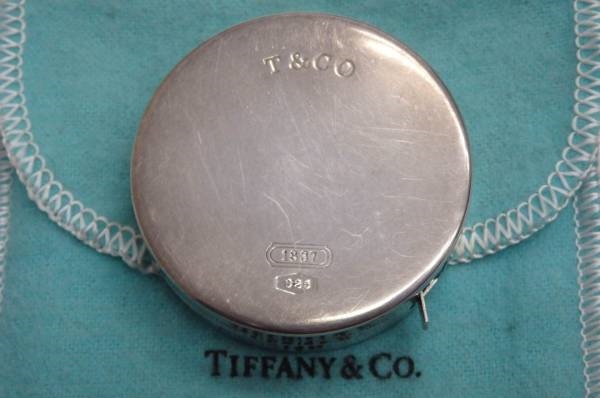 T & CO
1837
925
TIFFANY & CO.